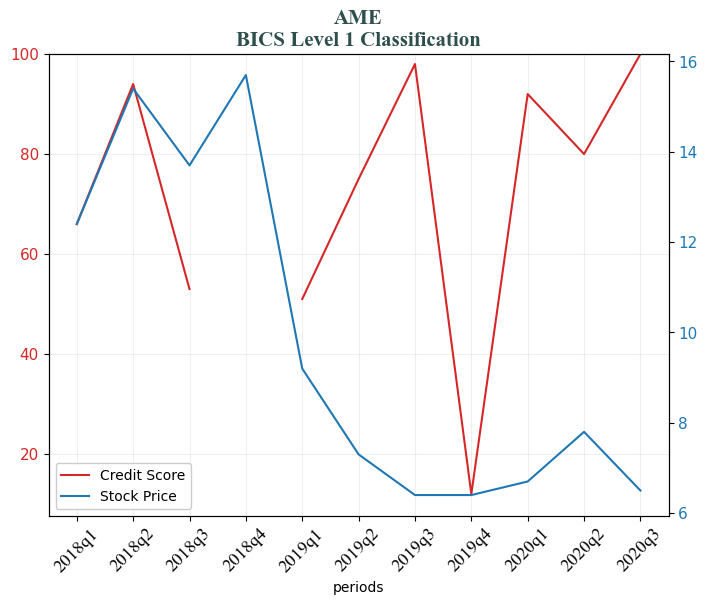 AME
BICS Level 1 Classification
100
80
60
40
20
16
14
12
10
8
6
Credit Score
Stock Price
2018q1
2018q2
2018q3
2018q4
2019q1
2019q2
2019q3
2019q4
2020q1
2020q2
2020q3
periods